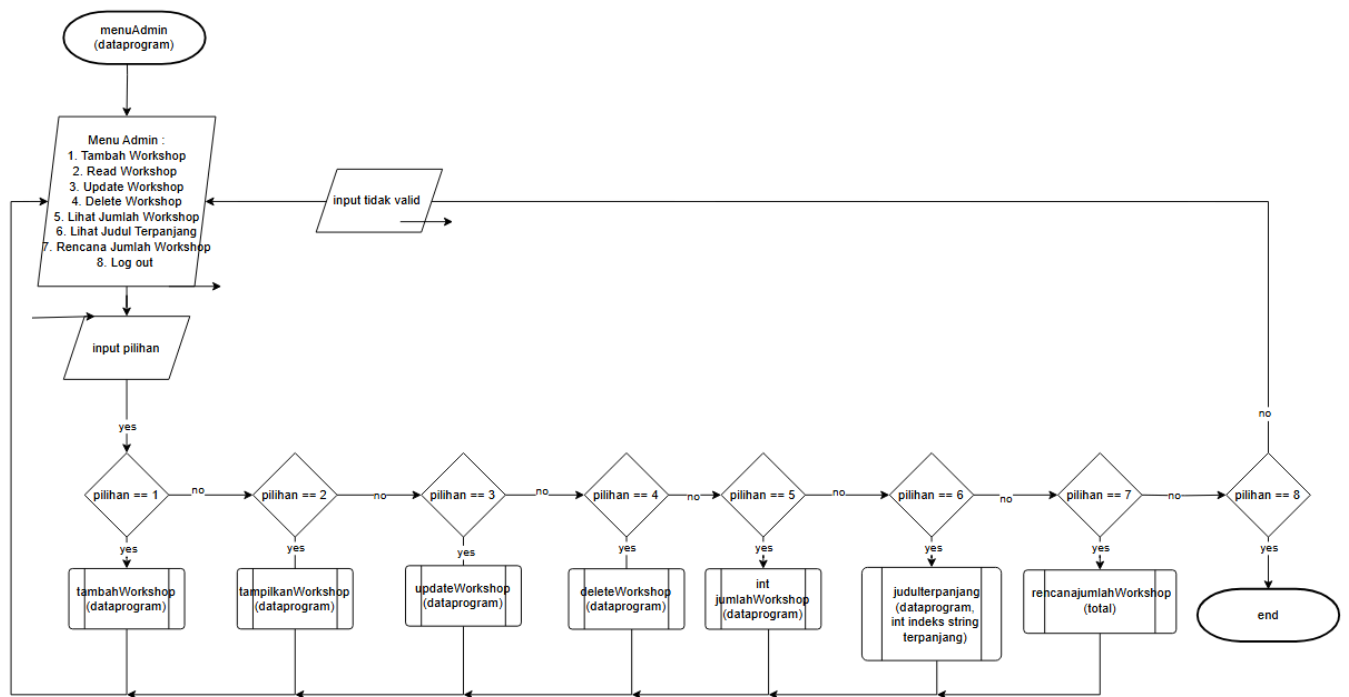 menuAdmin
(dataprogram)
Menu Admin :
1. Tambah Workshop
2. Read Workshop
3. Update Workshop
4. Delete Workshop
5. Lihat Jumlah Workshop
6. Lihat Judul Terpanjang
7. Rencana Jumlah Workshop
8. Log out
input tidak valid
input pilihan
yes
no
pilihan == 1
no
pilihan == 2
no
pilihan == 3
no
pilihan == 4
no
pilihan == 5
no
pilihan == 6
no
pilihan == 7
no
pilihan == 8
yes
yes
yes
yes
yes
yes
yes
yes
tambahWorkshop
(dataprogram)
tampilkanWorkshop
(dataprogram)
updateWorkshop
(dataprogram)
deleteWorkshop
(dataprogram)
int
jumlahWorkshop
(dataprogram)
judulterpanjang
(dataprogram,
int indeks string
terpanjang)
rencanajumlahWorkshop
(total)
end